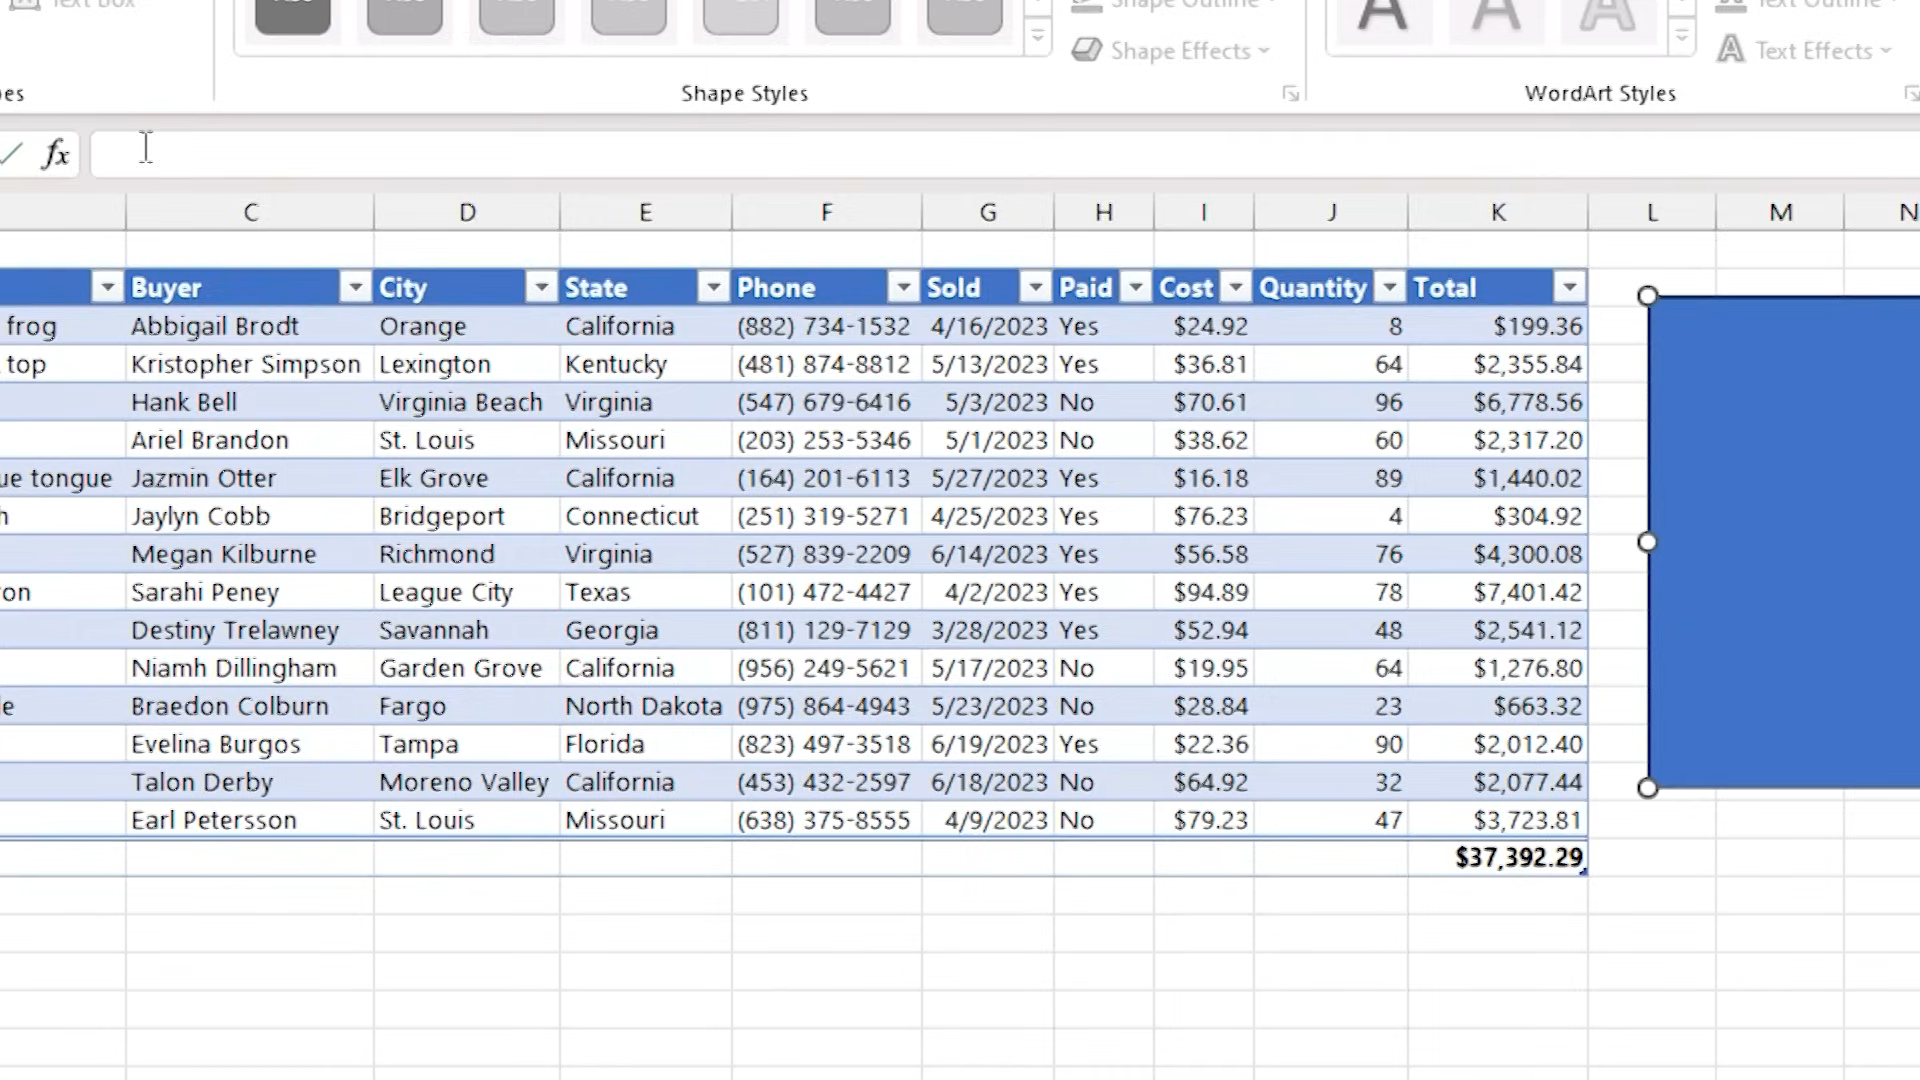 Text Box
Shape Outline
Text Outline
Shape Effects
Text Effects
es
Shape Styles
WordArt Styles
fx
C D E F G H I J K L M N
Buyer City State Phone Sold Paid Cost Quantity Total
frog Abbigail Brodt Orange California (882) 734-1532 4/16/2023 Yes $24.92 8 $199.36
top Kristopher Simpson Lexington Kentucky (481) 874-8812 5/13/2023 Yes $36.81 64 $2,355.84
Hank Bell Virginia Beach Virginia (547) 679-6416 5/3/2023 No $70.61 96 $6,778.56
Ariel Brandon St. Louis Missouri (203) 253-5346 5/1/2023 No $38.62 60 $2,317.20
ue tongue Jazmin Otter Elk Grove California (164) 201-6113 5/27/2023 Yes $16.18 89 $1,440.02
h Jaylyn Cobb Bridgeport Connecticut (251) 319-5271 4/25/2023 Yes $76.23 4 $304.92
Megan Kilburne Richmond Virginia (527) 839-2209 6/14/2023 Yes $56.58 76 $4,300.08
ron Sarahi Peney League City Texas (101) 472-4427 4/2/2023 Yes $94.89 78 $7,401.42
Destiny Trelawney Savannah Georgia (811) 129-7129 3/28/2023 Yes $52.94 48 $2,541.12
Niamh Dillingham Garden Grove California (956) 249-5621 5/17/2023 No $19.95 64 $1,276.80
le Braedon Colburn Fargo North Dakota (975) 864-4943 5/23/2023 No $28.84 23 $663.32
Evelina Burgos Tampa Florida (823) 497-3518 6/19/2023 Yes $22.36 90 $2,012.40
Talon Derby Moreno Valley California (453) 432-2597 6/18/2023 No $64.92 32 $2,077.44
Earl Petersson St. Louis Missouri (638) 375-8555 4/9/2023 No $79.23 47 $3,723.81
$37,392.29